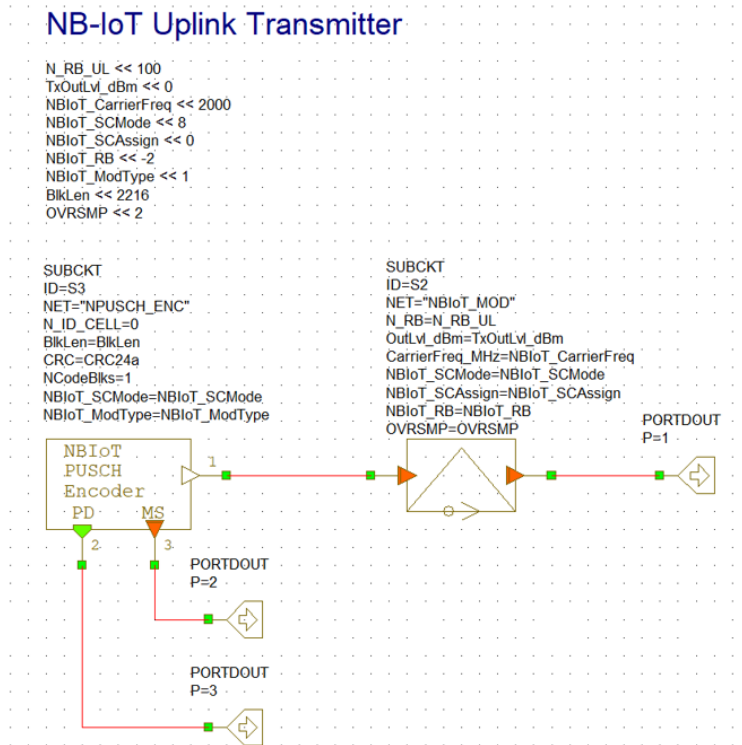 NB-IoT Uplink Transmitter
N_RB_UL << 100
TxOutLvl_dBm << 0
NBIoT_CarrierFreq << 2000
NBIoT_SCMode << 8
NBIoT_SCAssign << 0
NBIoT_RB << -2
NBIoT_ModType << 1
BlkLen << 2216
OVRSMP << 2
SUBCKT
ID=S3
NET="NPUSCH_ENC"
N_ID_CELL=0
BlkLen=BlkLen
CRC=CRC24a
NCodeBlks=1
NBIoT_SCMode=NBIoT_SCMode
NBIoT_ModType=NBIoT_ModType
SUBCKT
ID=S2
NET="NBIoT_MOD"
N_RB=N_RB_UL
OutLvl_dBm=TxOutLvl_dBm
CarrierFreq_MHz=NBIoT_CarrierFreq
NBIoT_SCMode=NBIoT_SCMode
NBIoT_SCAssign=NBIoT_SCAssign
NBIoT_RB=NBIoT_RB
OVRSMP=OVRSMP
PORTDOUT
P=1
NBIoT
PUSCH
Encoder
PD MS
1
2
3
PORTDOUT
P=2
PORTDOUT
P=3